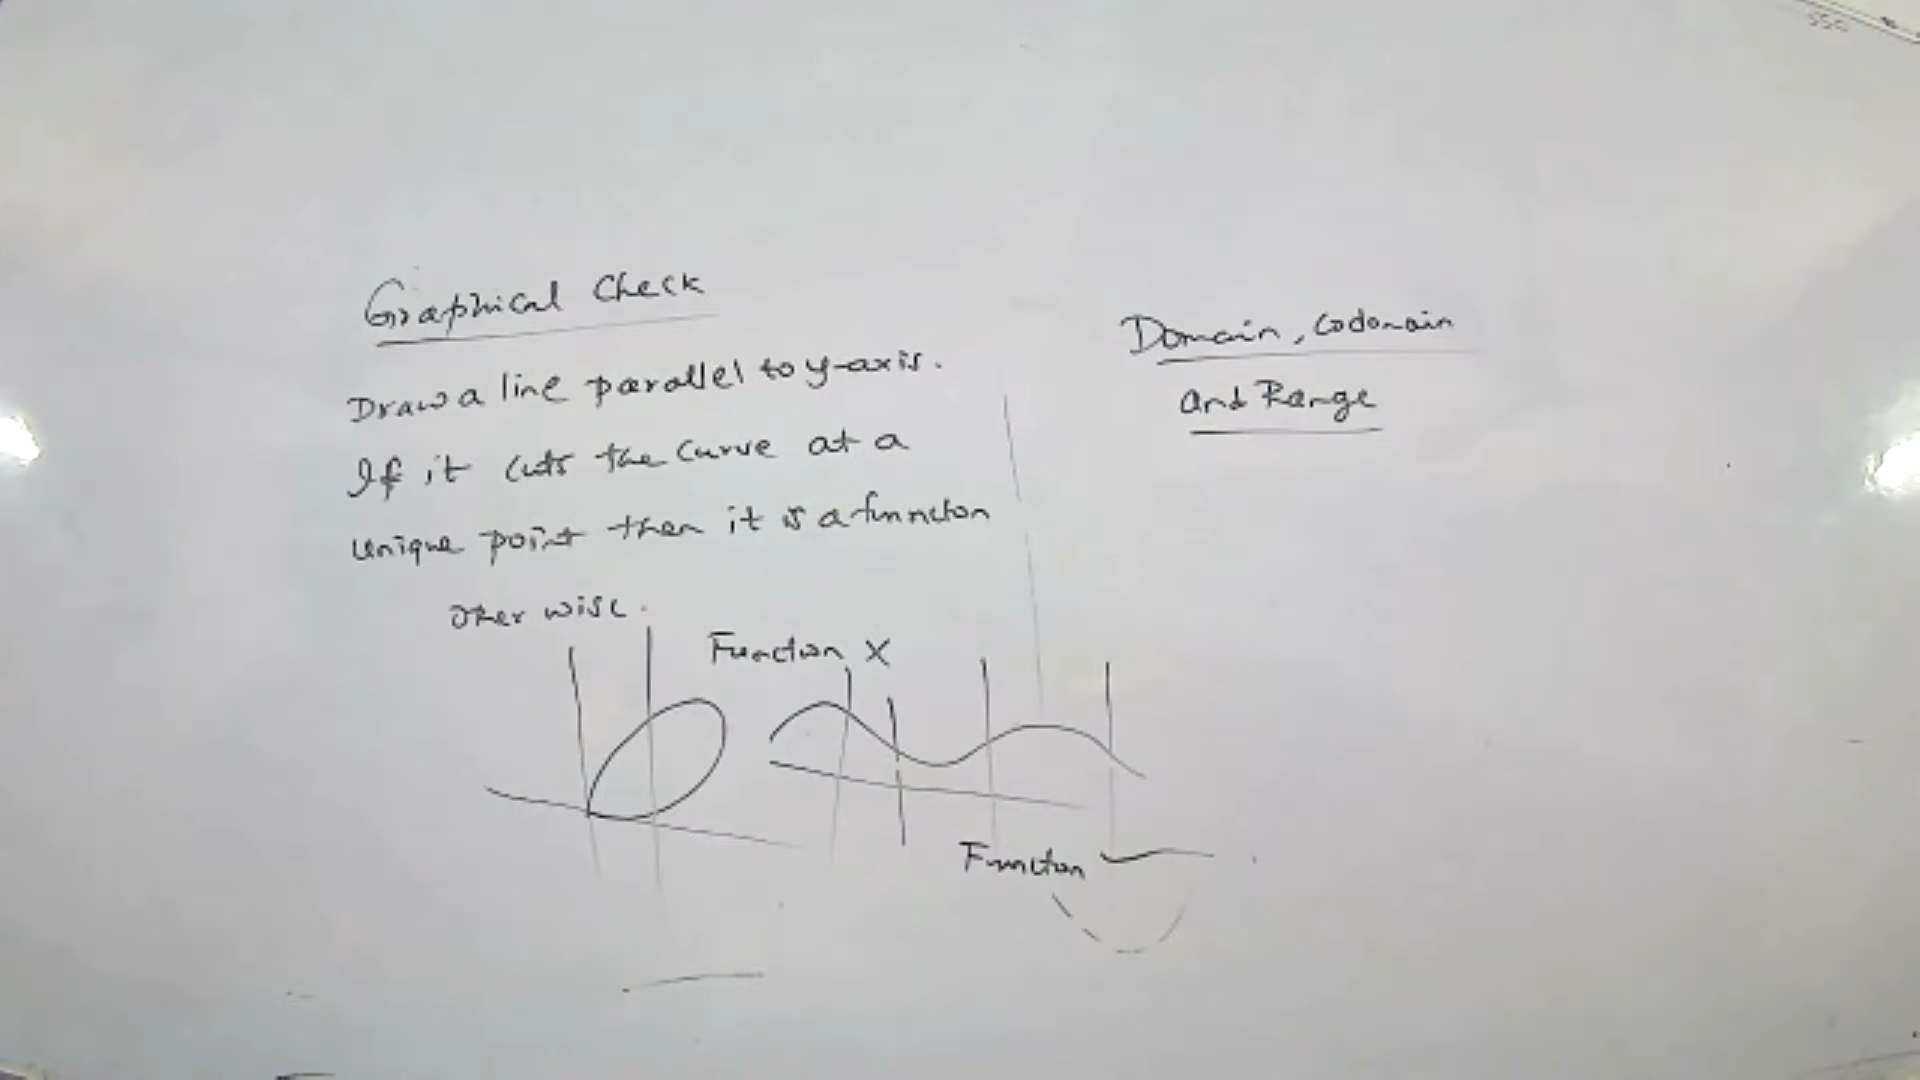 Graphical Check
Draw a line parallel to y-axis.
If it cuts the curve at a
unique point then it is a function
Other wise.
Function X
Function
Domain, Codomain
and Range